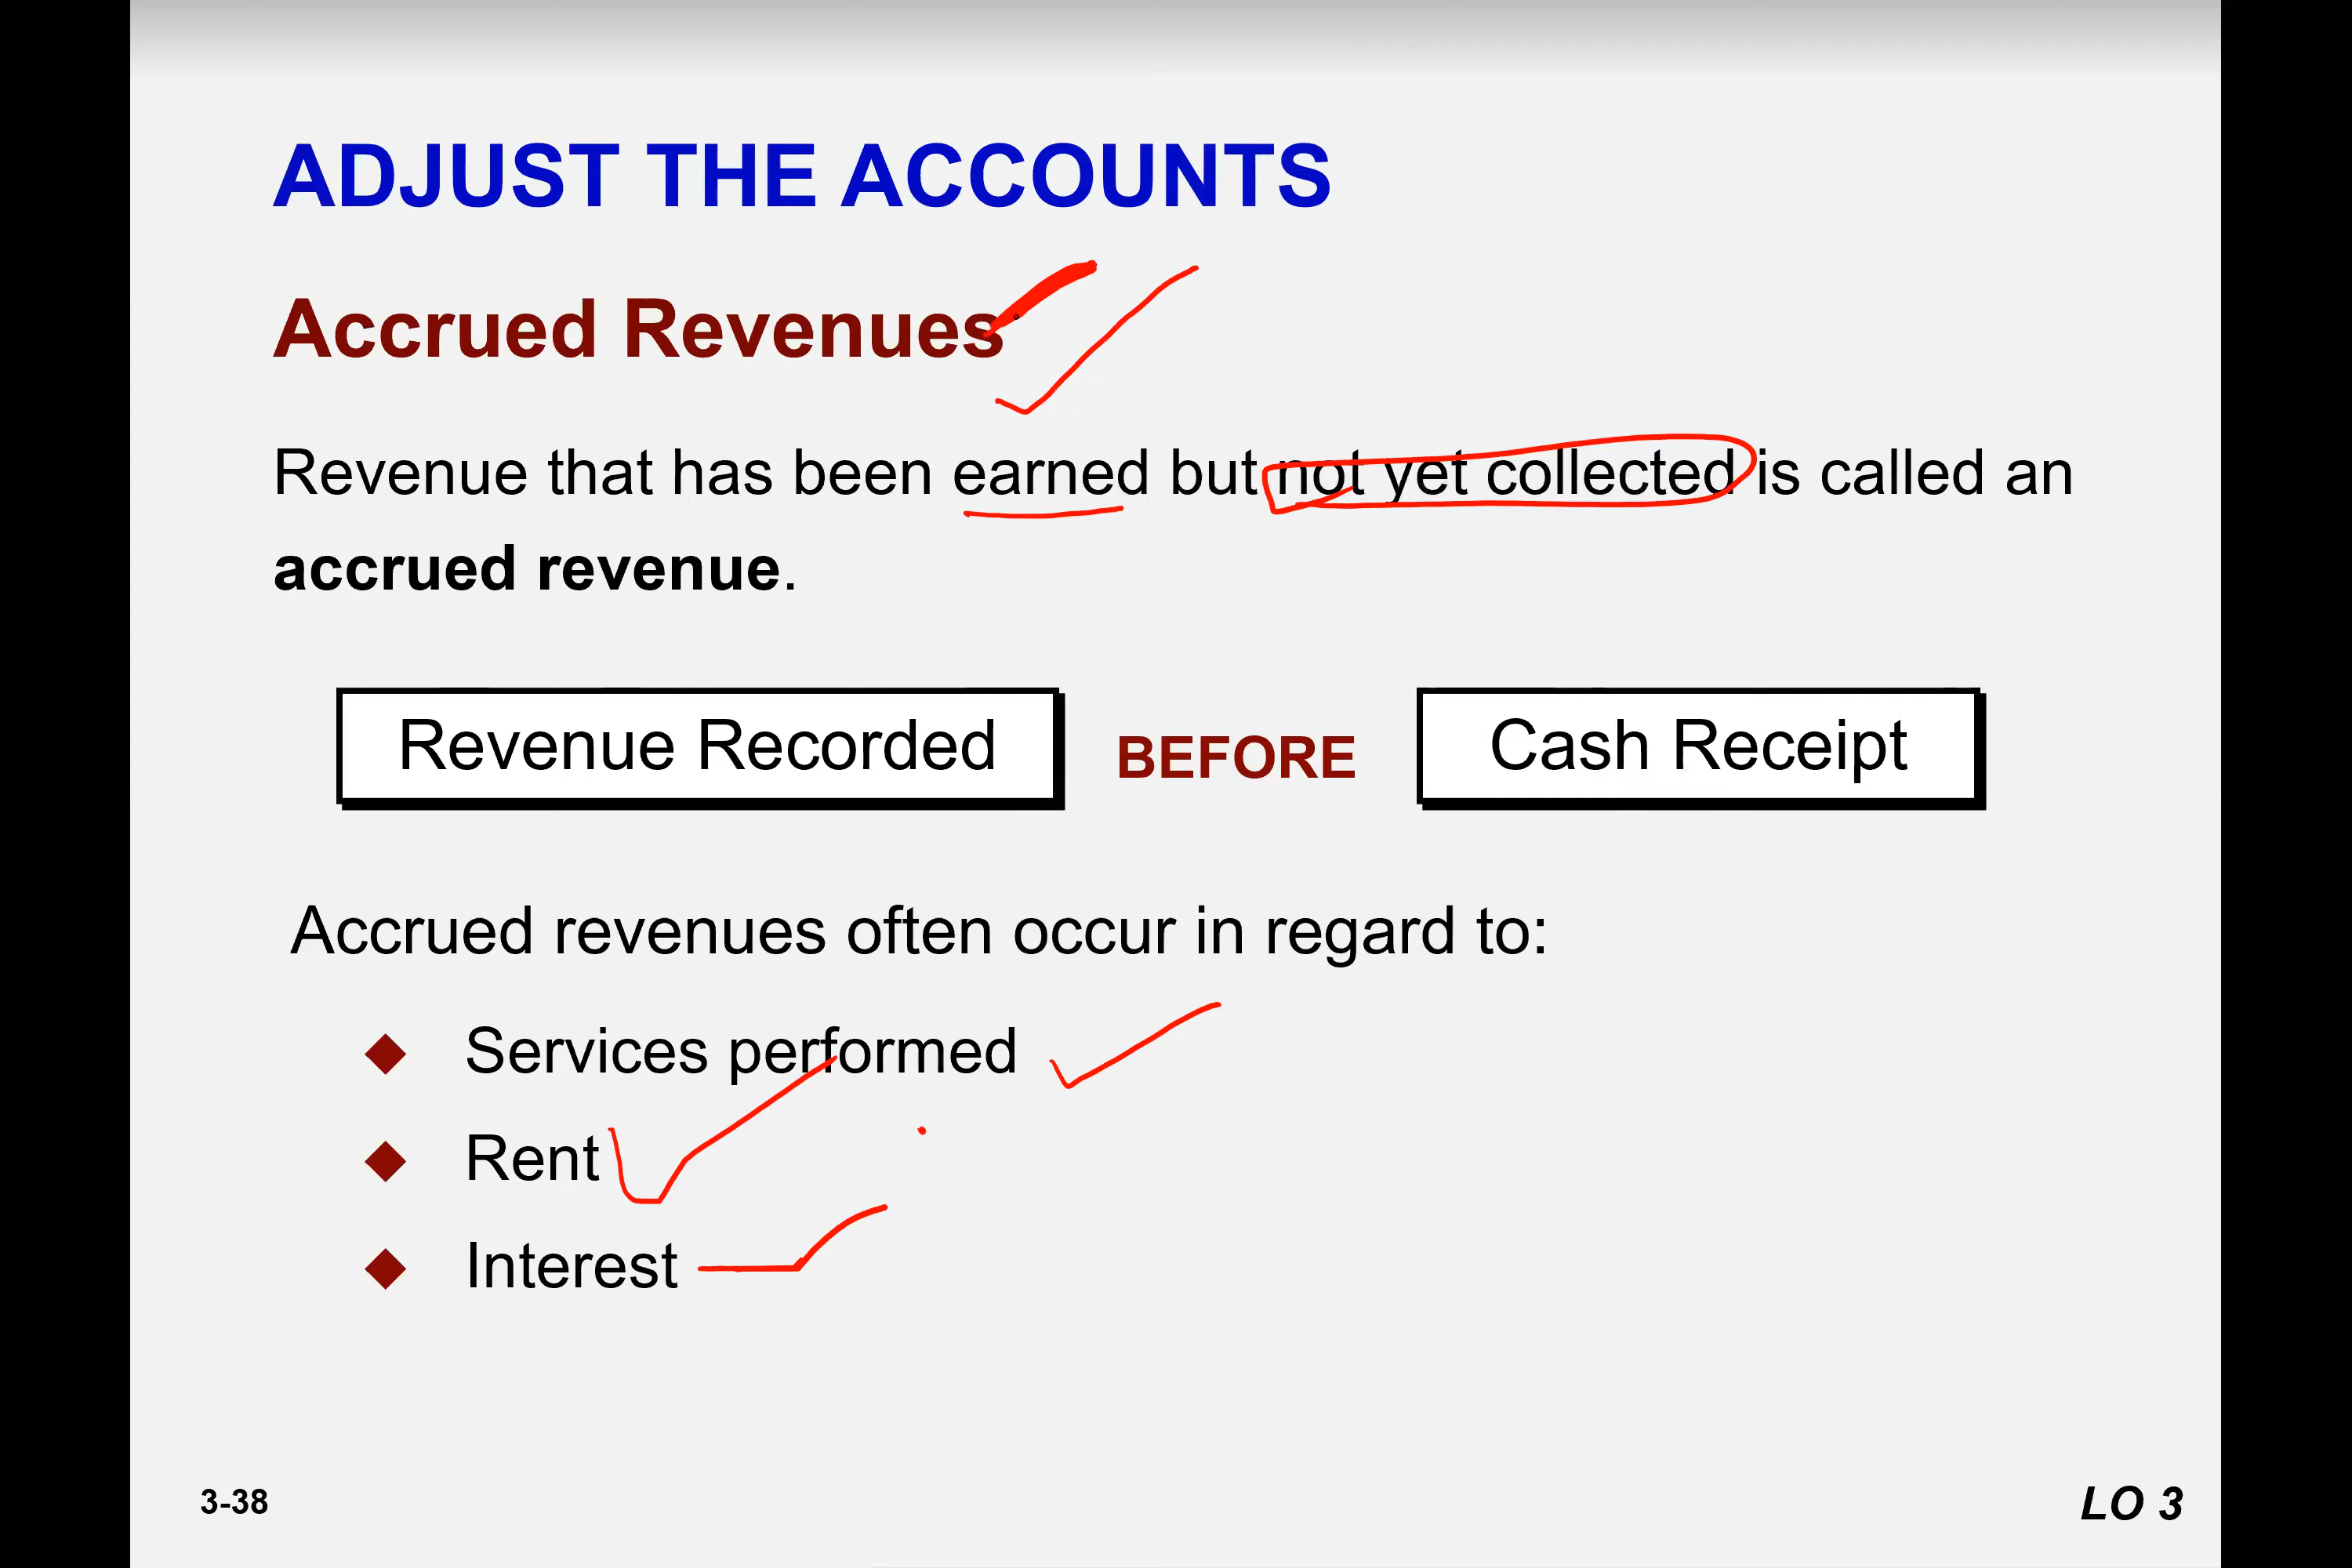 ADJUST THE ACCOUNTS
Accrued Revenues
Revenue that has been earned but not yet collected is called an
accrued revenue.
Revenue Recorded BEFORE Cash Receipt
Accrued revenues often occur in regard to:
Services performed
Rent
Interest
3-38 LO 3